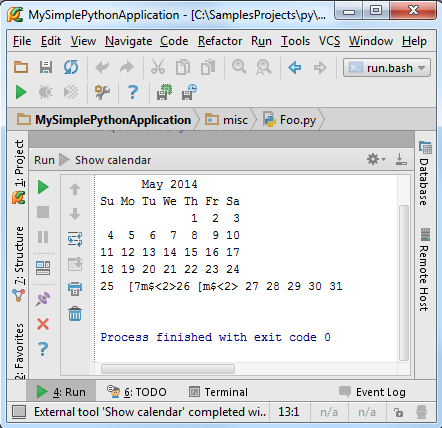 MySimplePythonApplication - [C:\SamplesProjects\py\...
File Edit View Navigate Code Refactor Run Tools VCS Window Help
run.bash
MySimplePythonApplication misc Foo.py
Run Show calendar
1: Project
7: Structure
2: Favorites
May 2014
Su Mo Tu We Th Fr Sa
1 2 3
4 5 6 7 8 9 10
11 12 13 14 15 16 17
18 19 20 21 22 23 24
25 [7m$<2>26 [m$<2> 27 28 29 30 31
Process finished with exit code 0
Database
Remote Host
4: Run 6: TODO Terminal Event Log
External tool 'Show calendar' completed wi... 13:1 n/a n/a